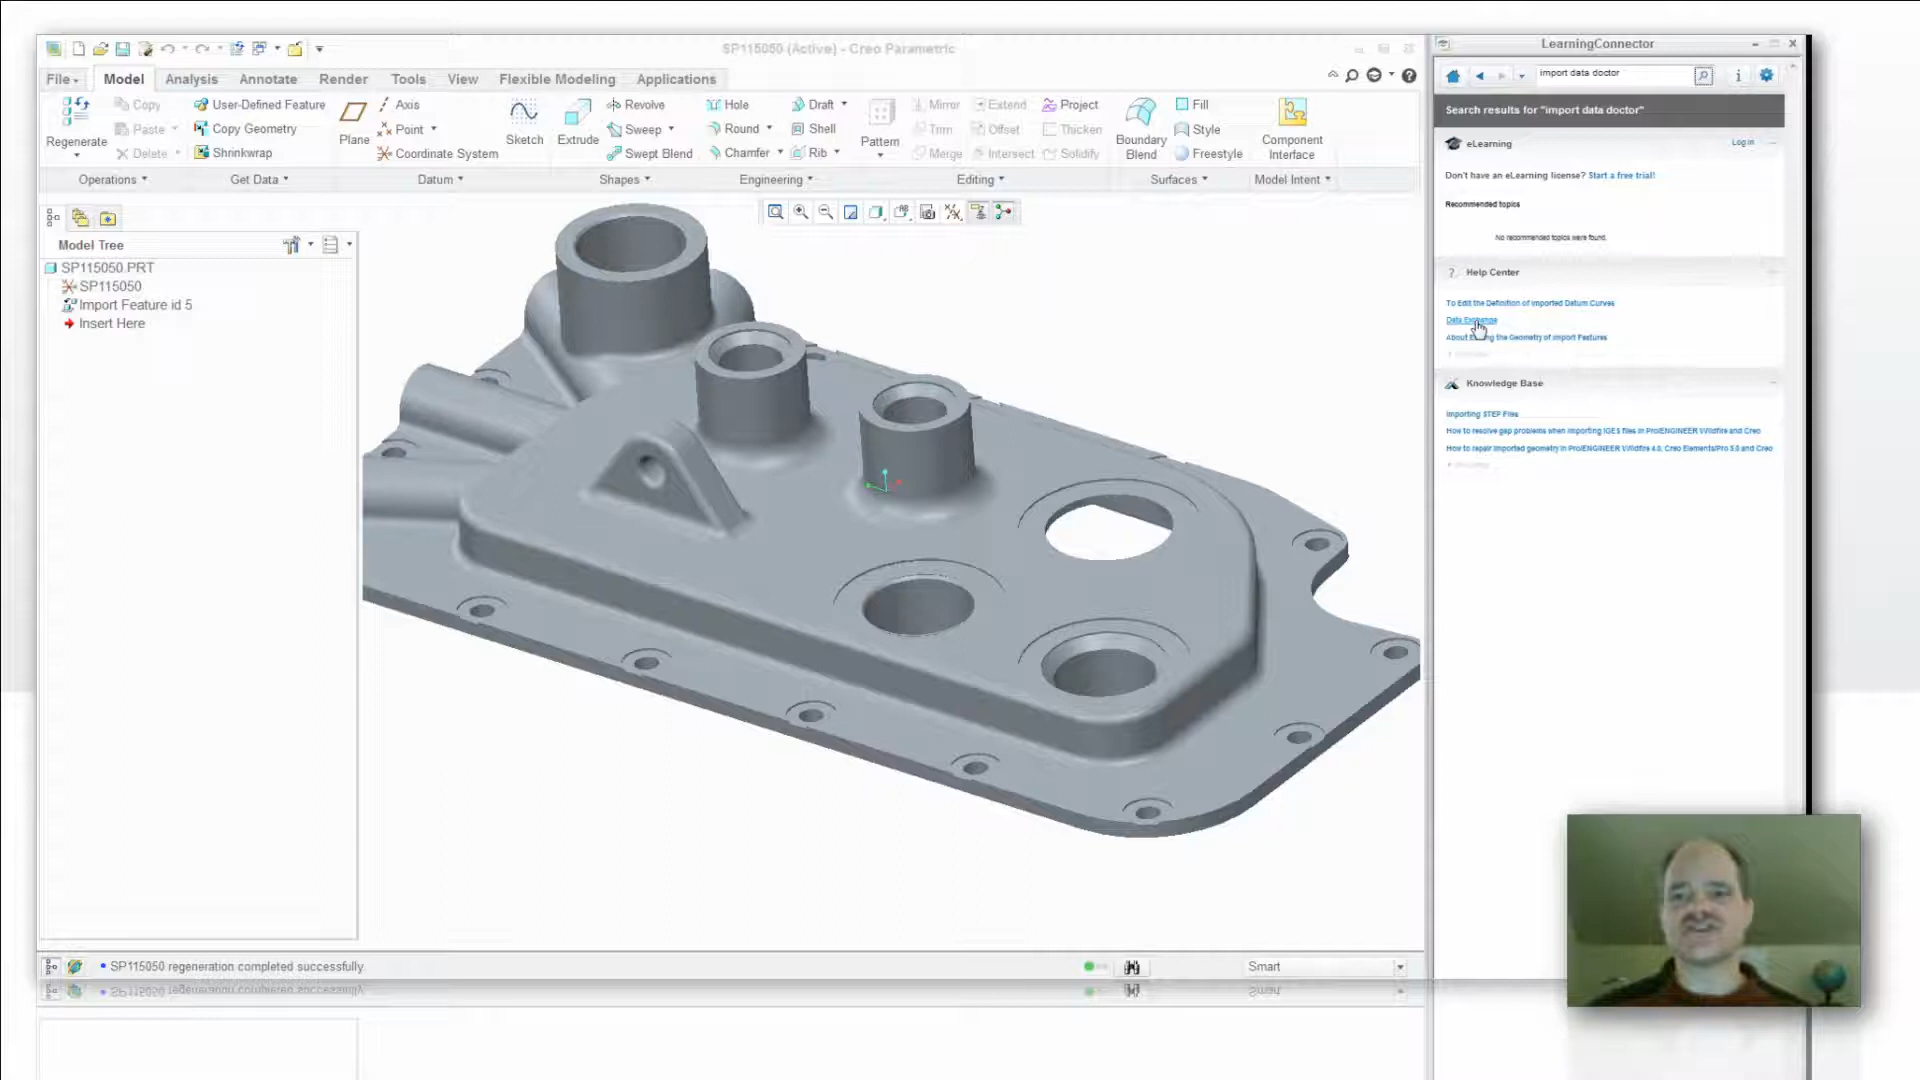 SP115050 (Active) - Creo Parametric
File Model Analysis Annotate Render Tools View Flexible Modeling Applications
Regenerate
Copy
Paste
Delete
Operations
User-Defined Feature
Copy Geometry
Shrinkwrap
Get Data
Plane
Axis
Point
Coordinate System
Datum
Sketch
Extrude
Revolve
Sweep
Swept Blend
Shapes
Hole
Round
Chamfer
Draft
Shell
Rib
Engineering
Pattern
Mirror
Trim
Merge
Extend
Offset
Intersect
Project
Thicken
Solidify
Editing
Boundary
Blend
Fill
Style
Freestyle
Surfaces
Component
Interface
Model Intent
Model Tree
SP115050.PRT
SP115050
Import Feature id 5
Insert Here
SP115050 regeneration completed successfully
Smart
LearningConnector
import data doctor
Search results for "import data doctor"
eLearning
Log in
Don't have an eLearning license? Start a free trial!
Recommended topics
No recommended topics were found.
Help Center
To Edit the Definition of Imported Datum Curves
Data Exchange
About the Geometry of Import Features
Knowledge Base
Importing STEP Files
How to resolve gap problems when importing IGES files in Pro/ENGINEER Wildfire and Creo
How to repair imported geometry in Pro/ENGINEER Wildfire 4.0, Creo Elements/Pro 5.0 and Creo